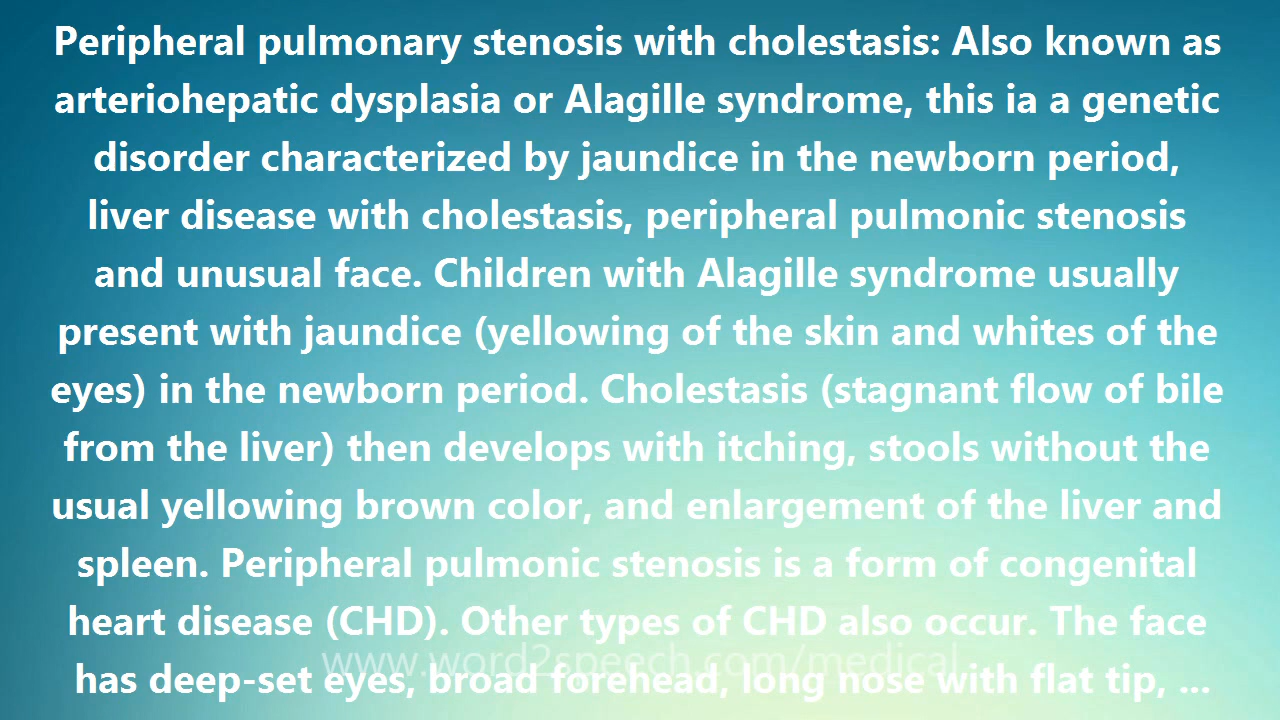 Peripheral pulmonary stenosis with cholestasis: Also known as
arteriohepatic dysplasia or Alagille syndrome, this ia a genetic
disorder characterized by jaundice in the newborn period,
liver disease with cholestasis, peripheral pulmonic stenosis
and unusual face. Children with Alagille syndrome usually
present with jaundice (yellowing of the skin and whites of the
eyes) in the newborn period. Cholestasis (stagnant flow of bile
from the liver) then develops with itching, stools without the
usual yellowing brown color, and enlargement of the liver and
spleen. Peripheral pulmonic stenosis is a form of congenital
heart disease (CHD). Other types of CHD also occur. The face
www.word2speech.com/medical
has deep-set eyes, broad forehead, long nose with flat tip, ...